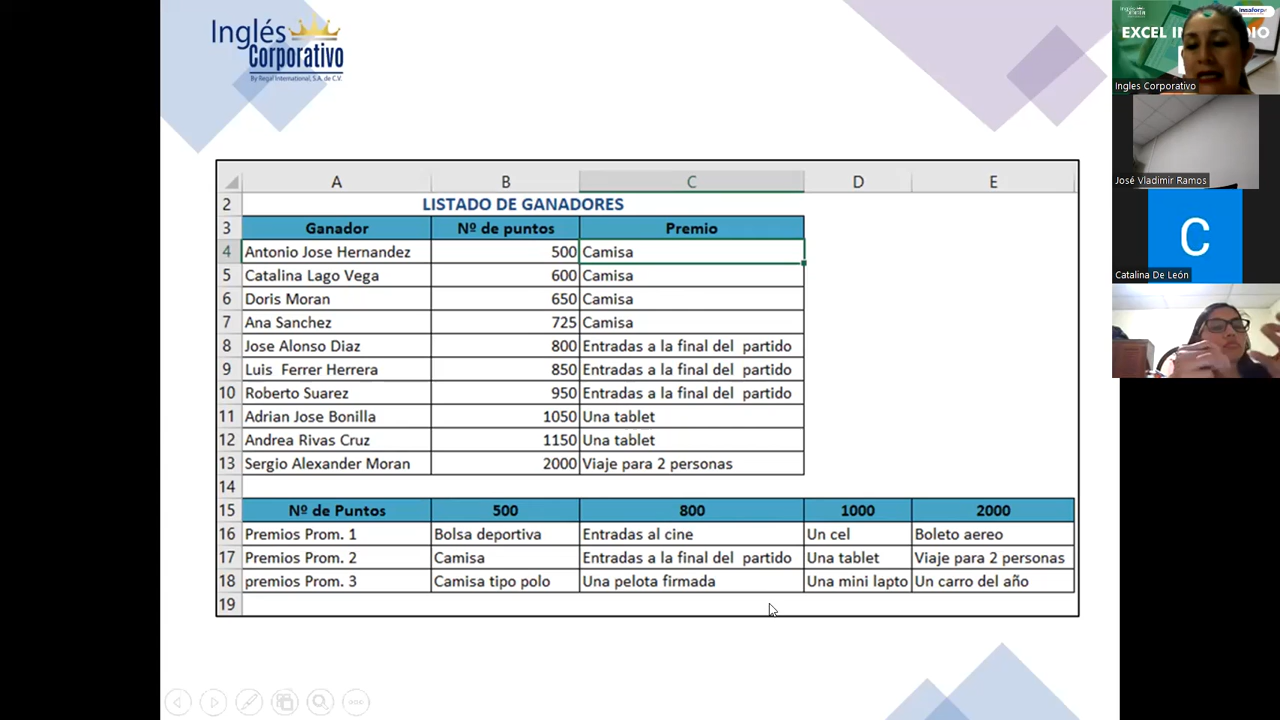 Inglés
Corporativo
By Regal International, S.A. de C.V.
A B C D E
2 LISTADO DE GANADORES
3 Ganador Nº de puntos Premio
4 Antonio Jose Hernandez 500 Camisa
5 Catalina Lago Vega 600 Camisa
6 Doris Moran 650 Camisa
7 Ana Sanchez 725 Camisa
8 Jose Alonso Diaz 800 Entradas a la final del partido
9 Luis Ferrer Herrera 850 Entradas a la final del partido
10 Roberto Suarez 950 Entradas a la final del partido
11 Adrian Jose Bonilla 1050 Una tablet
12 Andrea Rivas Cruz 1150 Una tablet
13 Sergio Alexander Moran 2000 Viaje para 2 personas
14
15 Nº de Puntos 500 800 1000 2000
16 Premios Prom. 1 Bolsa deportiva Entradas al cine Un cel Boleto aereo
17 Premios Prom. 2 Camisa Entradas a la final del partido Una tablet Viaje para 2 personas
18 premios Prom. 3 Camisa tipo polo Una pelota firmada Una mini lapto Un carro del año
19
EXCEL IN
Ingles Corporativo
José Vladimir Ramos
C
Catalina De León